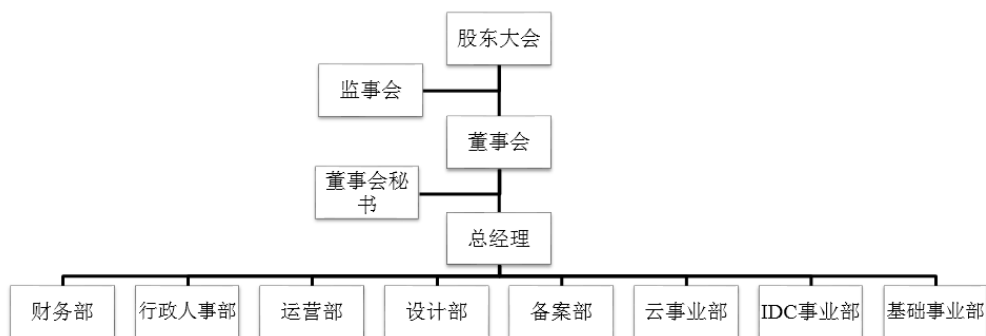 股东大会
监事会
董事会
董事会秘
书
总经理
财务部
行政人事部
运营部
设计部
备案部
云事业部
IDC事业部
基础事业部